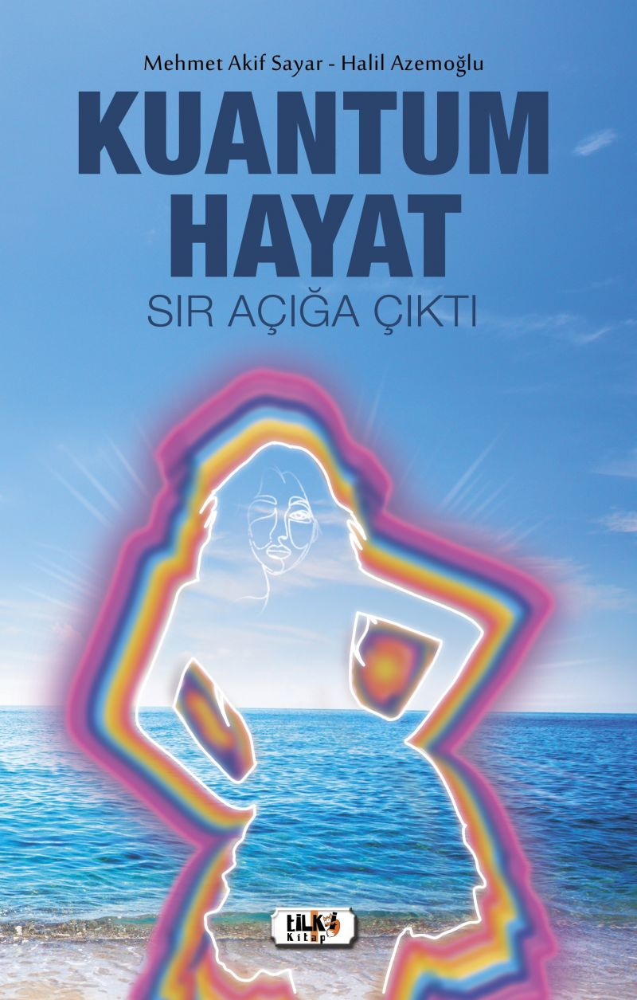 Mehmet Akif Sayar - Halil Azemoğlu
KUANTUM
HAYAT
SIR AÇIĞA ÇIKTI
tiLKi
Kitap